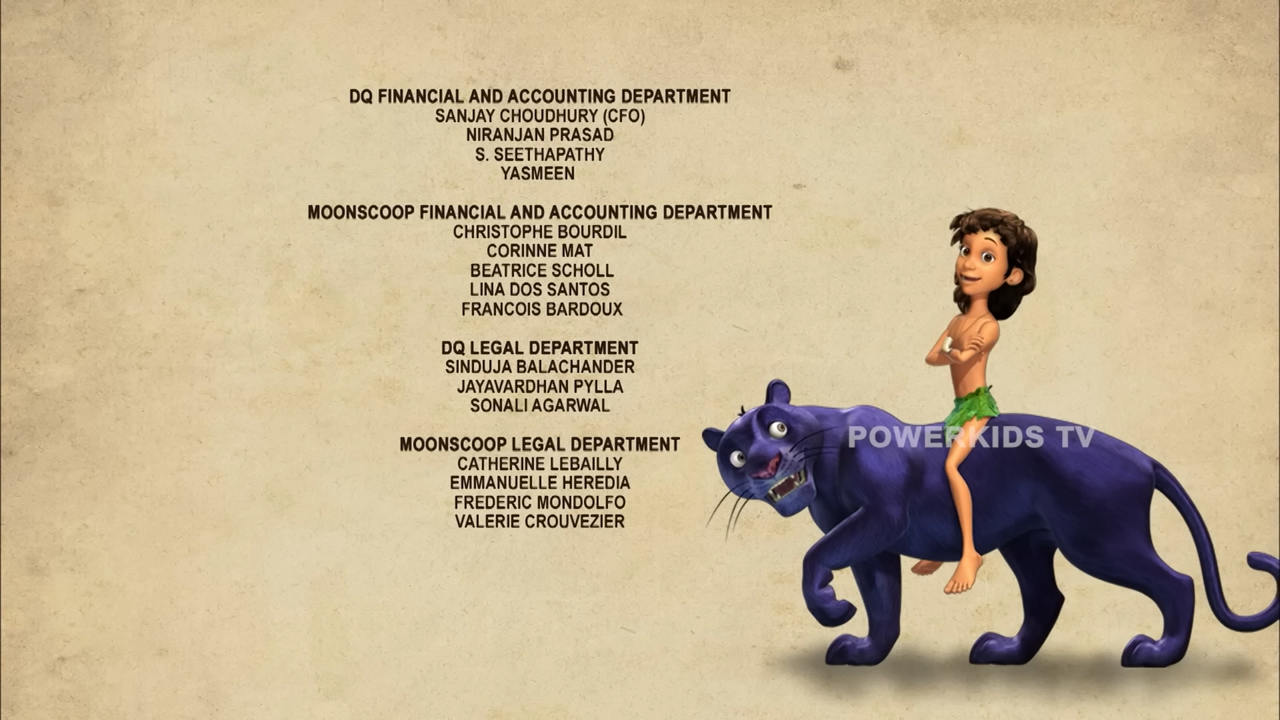 DQ FINANCIAL AND ACCOUNTING DEPARTMENT
SANJAY CHOUDHURY (CFO)
NIRANJAN PRASAD
S. SEETHAPATHY
YASMEEN
MOONSCOOP FINANCIAL AND ACCOUNTING DEPARTMENT
CHRISTOPHE BOURDIL
CORINNE MAT
BEATRICE SCHOLL
LINA DOS SANTOS
FRANCOIS BARDOUX
DQ LEGAL DEPARTMENT
SINDUJA BALACHANDER
JAYAVARDHAN PYLLA
SONALI AGARWAL
MOONSCOOP LEGAL DEPARTMENT
CATHERINE LEBAILLY
EMMANUELLE HEREDIA
FREDERIC MONDOLFO
VALERIE CROUVEZIER
POWERKIDS TV